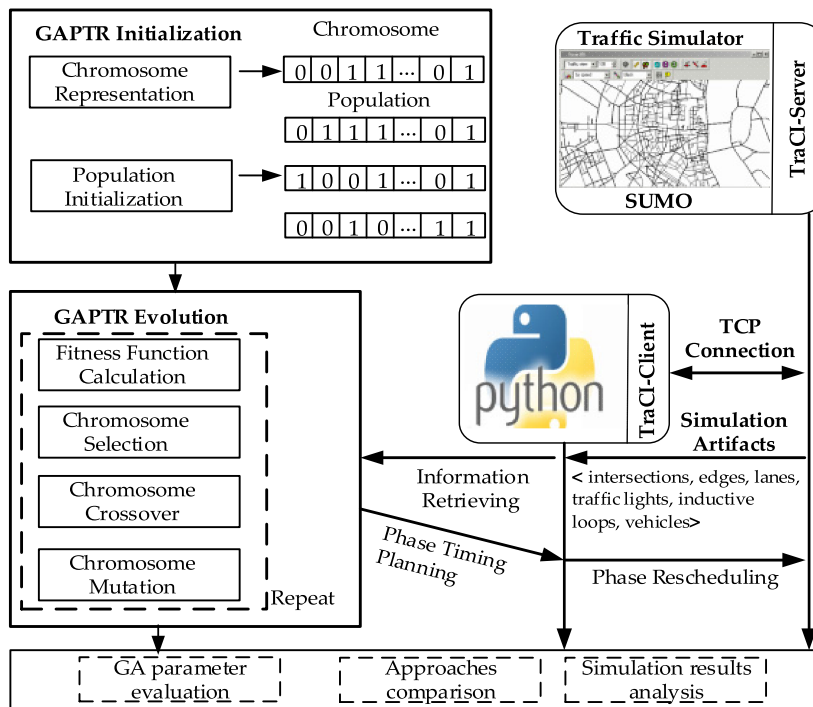 GAPTR Initialization
Chromosome
Chromosome
Representation
0 0 1 1 ... 0 1
Population
0 1 1 1 ... 0 1
Population
Initialization
1 0 0 1 ... 0 1
0 0 1 0 ... 1 1
Traffic Simulator
SUMO
TraCI-Server
GAPTR Evolution
Fitness Function
Calculation
Chromosome
Selection
Chromosome
Crossover
Chromosome
Mutation
Repeat
python
TraCI-Client
TCP
Connection
Simulation
Artifacts
< intersections, edges, lanes,
traffic lights, inductive
loops, vehicles>
Information
Retrieving
Phase Timing
Planning
Phase Rescheduling
GA parameter
evaluation
Approaches
comparison
Simulation results
analysis